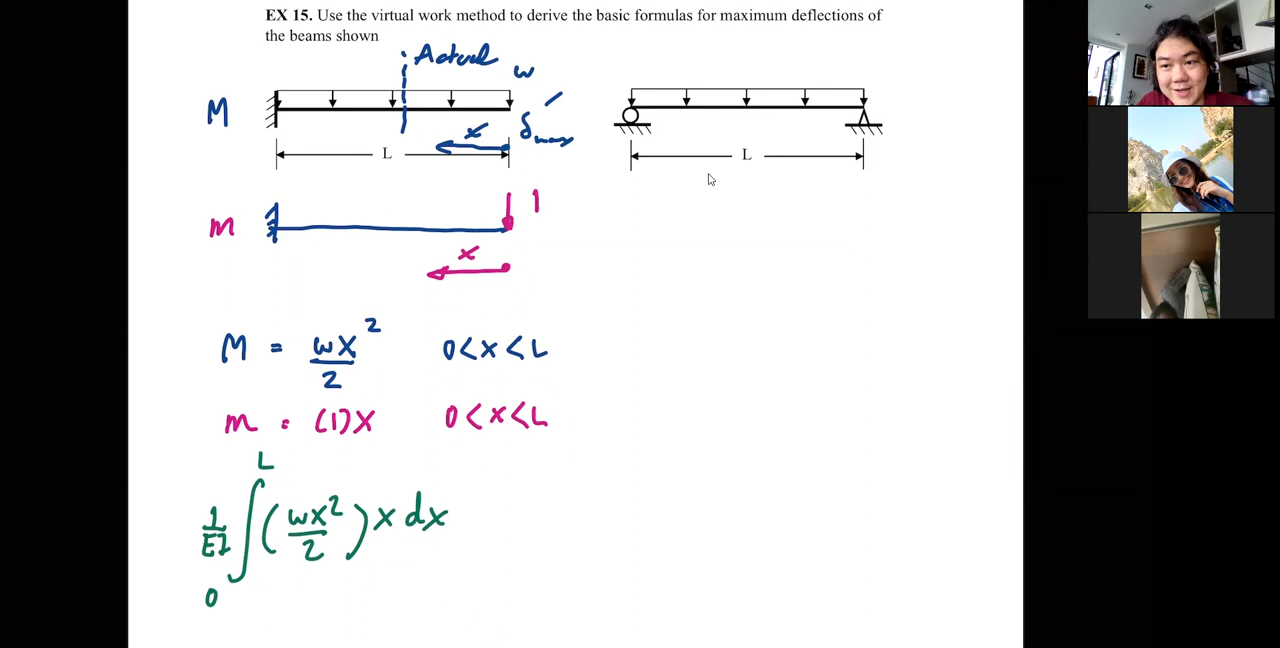 EX 15. Use the virtual work method to derive the basic formulas for maximum deflections of
the beams shown
Actual
w
M
δmax
x
L
L
m
1
x
M = wx²/2 0<x<L
m = (1)x 0<x<L
1/EI ∫₀ᴸ (wx²/2) x dx